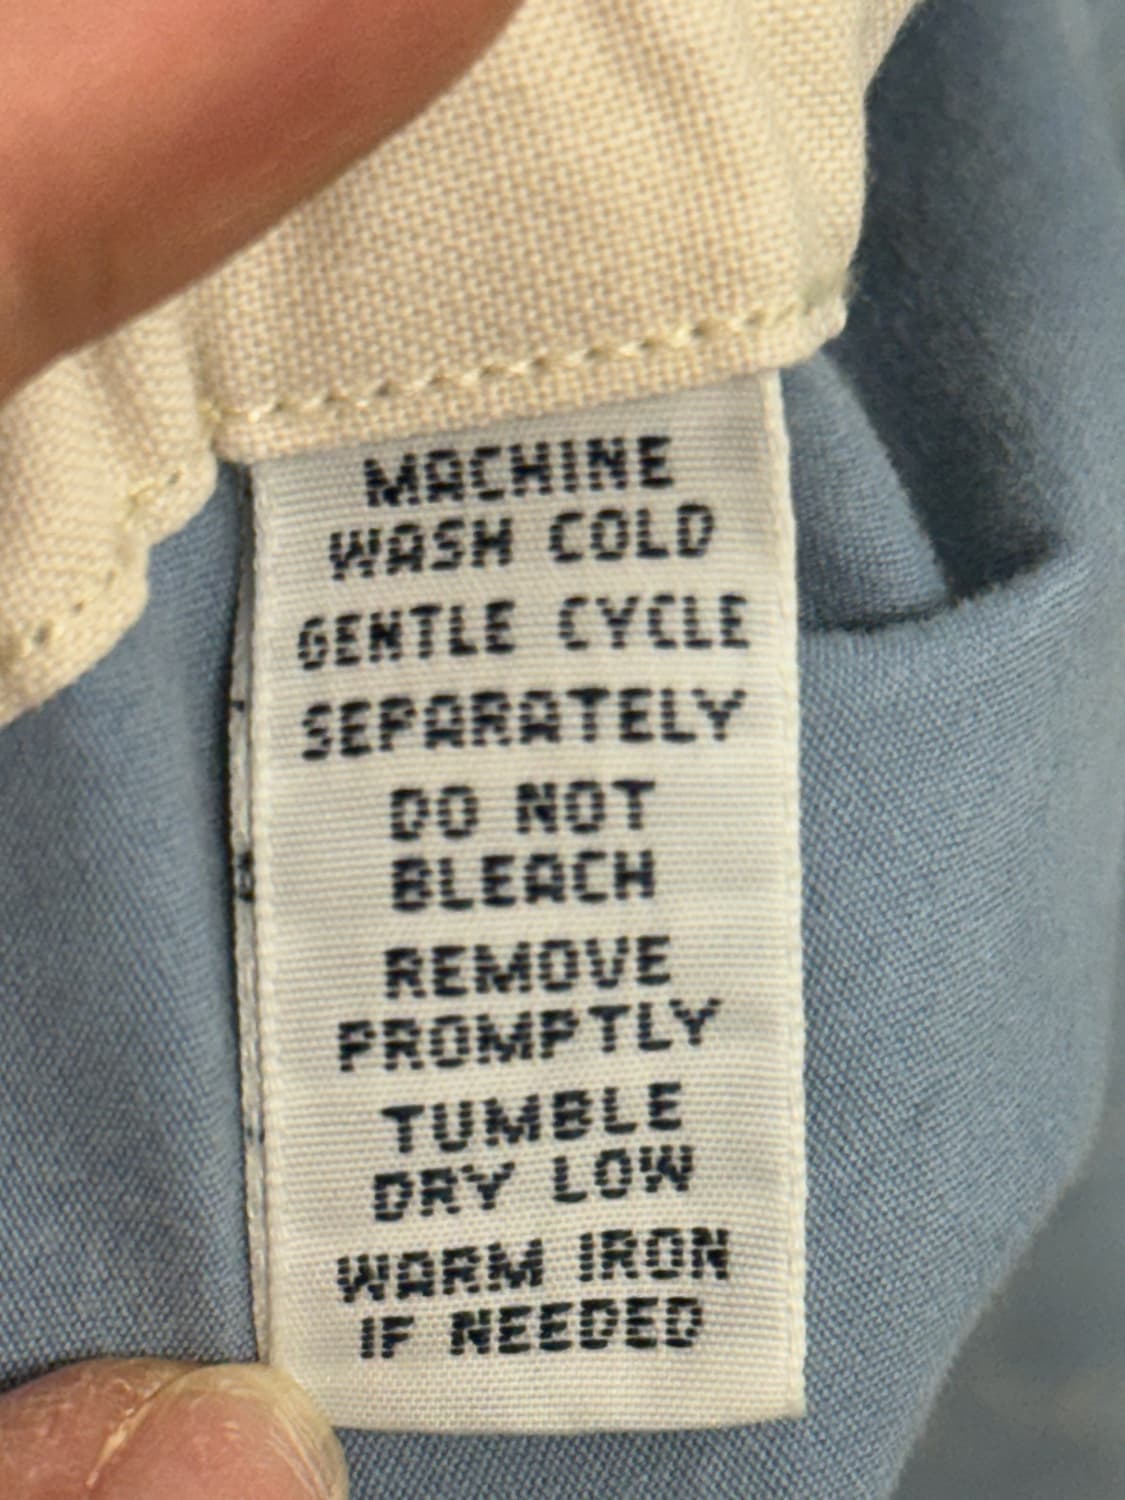 MACHINE
WASH COLD
GENTLE CYCLE
SEPARATELY
DO NOT
BLEACH
REMOVE
PROMPTLY
TUMBLE
DRY LOW
WARM IRON
IF NEEDED